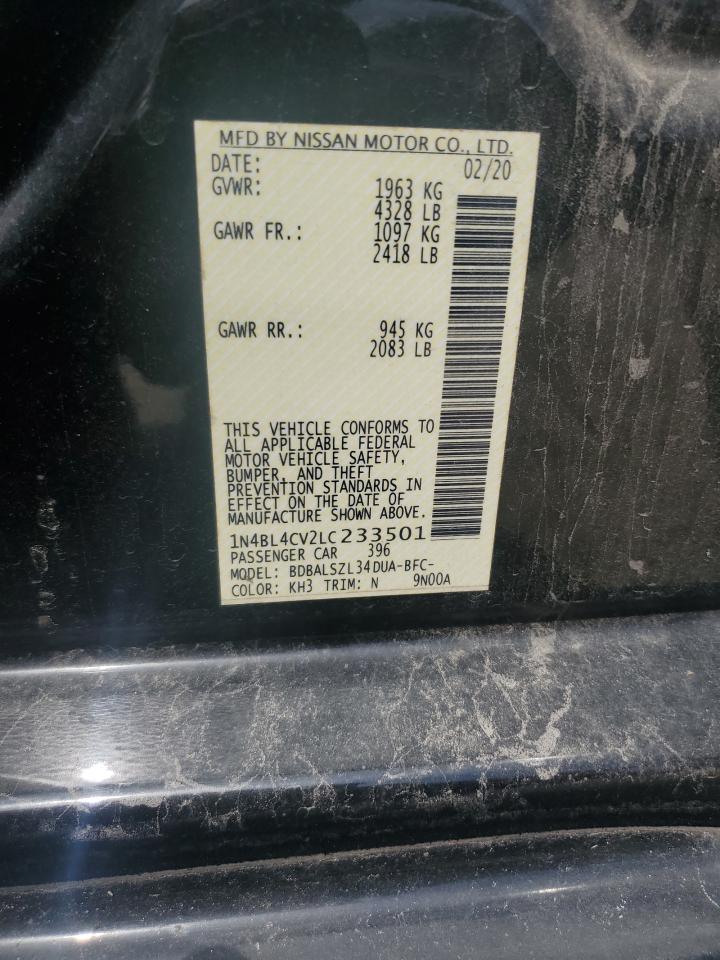 MFD BY NISSAN MOTOR CO., LTD.
DATE: 02/20
GVWR: 1963 KG
4328 LB
GAWR FR.: 1097 KG
2418 LB
GAWR RR.: 945 KG
2083 LB
THIS VEHICLE CONFORMS TO
ALL APPLICABLE FEDERAL
MOTOR VEHICLE SAFETY,
BUMPER, AND THEFT
PREVENTION STANDARDS IN
EFFECT ON THE DATE OF
MANUFACTURE SHOWN ABOVE.
1N4BL4CV2LC233501
PASSENGER CAR 396
MODEL: BDBALSZL34DUA-BFC-
COLOR: KH3 TRIM: N 9N00A